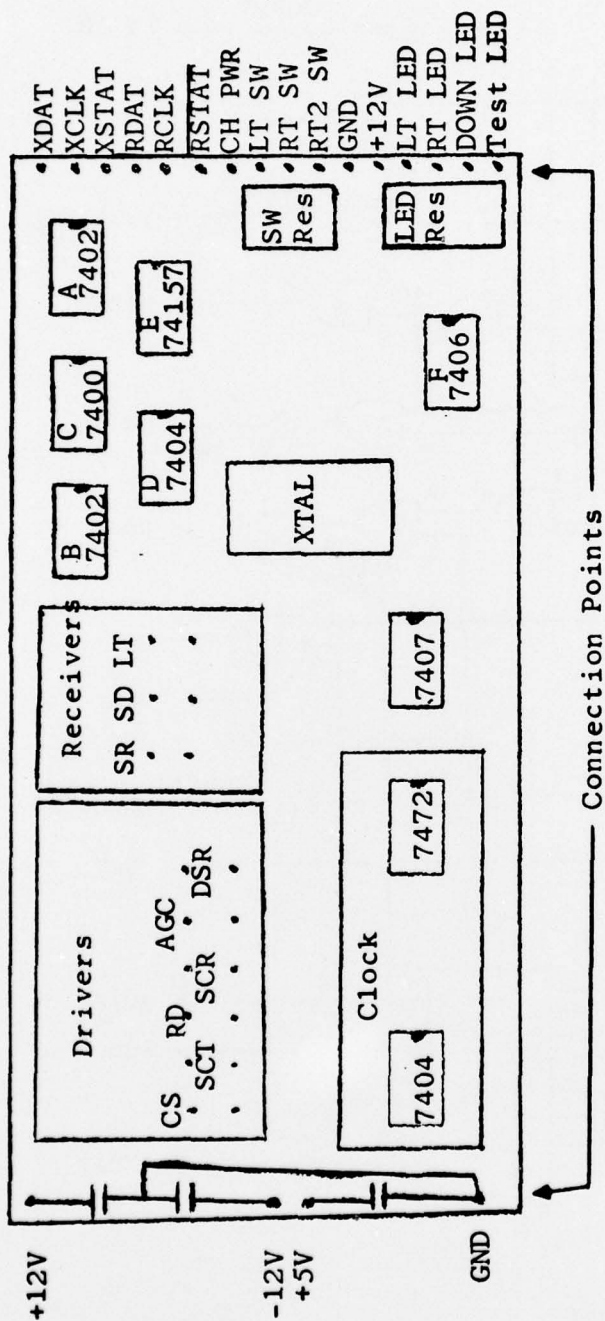 +12V
-12V
+5V
GND
Drivers
CS
SCT
RD
SCR
AGC
DSR
Receivers
SR SD LT
B
7402
C
7400
A
7402
D
7404
E
74157
XTAL
SW
Res
LED
Res
F
7406
Clock
7404
7472
7407
XDAT
XCLK
XSTAT
RDAT
RCLK
RSTAT
CH PWR
LT SW
RT SW
RT2 SW
GND
+12V
LT LED
RT LED
DOWN LED
Test LED
Connection Points